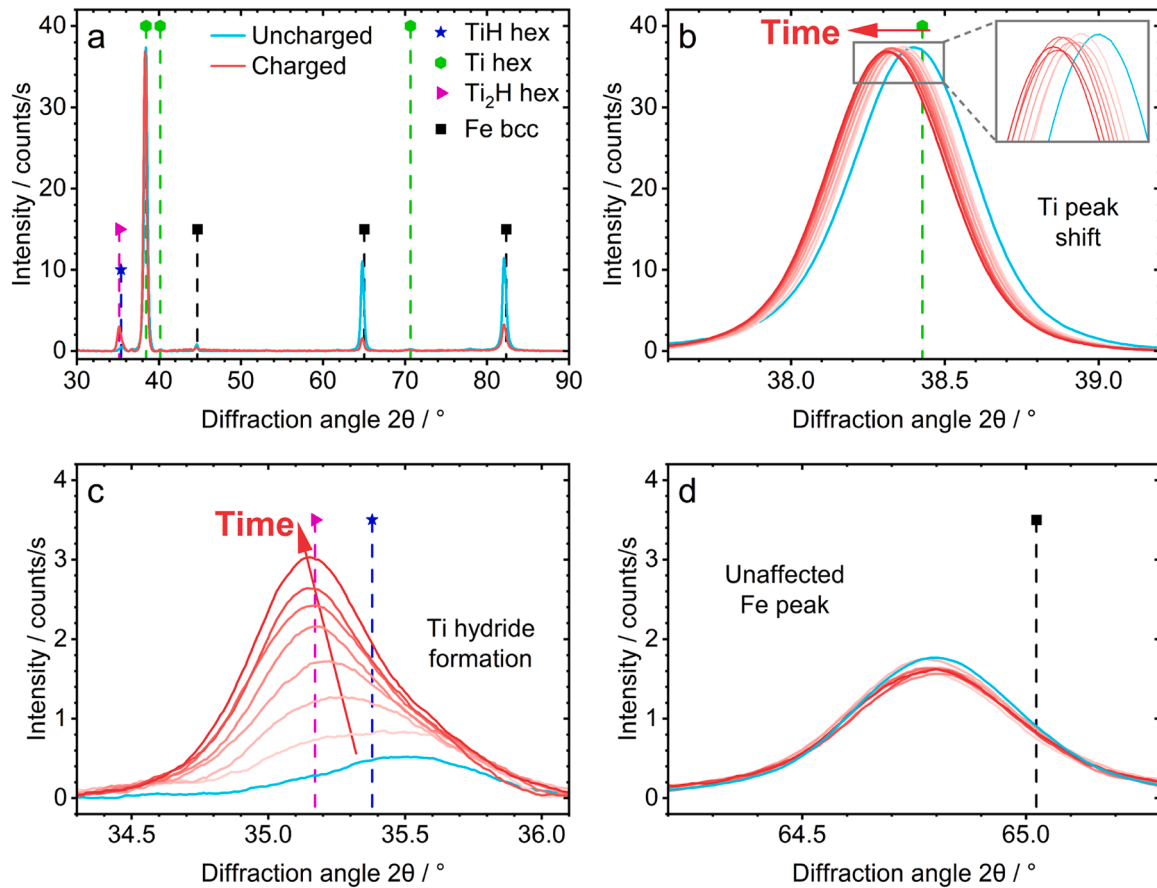 a
Uncharged
Charged
TiH hex
Ti hex
Ti₂H hex
Fe bcc
Intensity / counts/s
40
30
20
10
0
30 40 50 60 70 80 90
Diffraction angle 2θ / °
b
Time
Ti peak
shift
Intensity / counts/s
40
30
20
10
0
38.0 38.5 39.0
Diffraction angle 2θ / °
c
Time
Ti hydride
formation
Intensity / counts/s
4
3
2
1
0
34.5 35.0 35.5 36.0
Diffraction angle 2θ / °
d
Unaffected
Fe peak
Intensity / counts/s
4
3
2
1
0
64.5 65.0
Diffraction angle 2θ / °